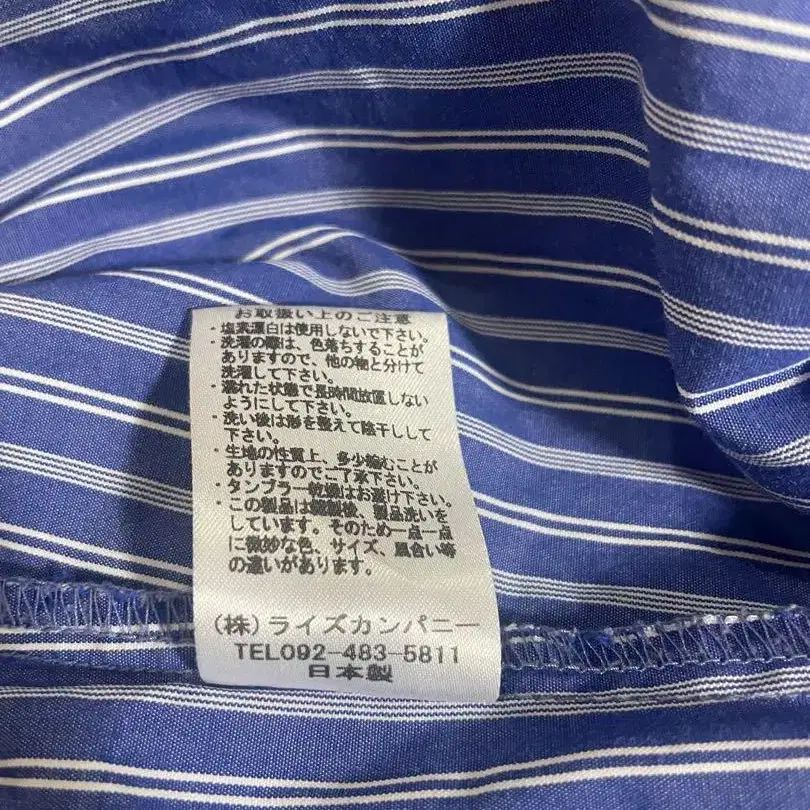 お取扱い上のご注意
・塩素漂白は使用しないで下さい。
・洗濯の際は、色落ちすることが
ありますので、他の物と分けて
洗濯して下さい。
・濡れた状態で長時間放置しない
ようにして下さい。
・洗い後は形を整えて陰干しして
下さい。
・生地の性質上、多少縮むことが
ありますのでご了承下さい。
・タンブラー乾燥はお避け下さい。
・この製品は縫製後、製品洗いを
しています。そのため一点一点
に微妙な色、サイズ、風合い等
の違いがあります。
(株)ライズカンパニー
TEL092-483-5811
日本製